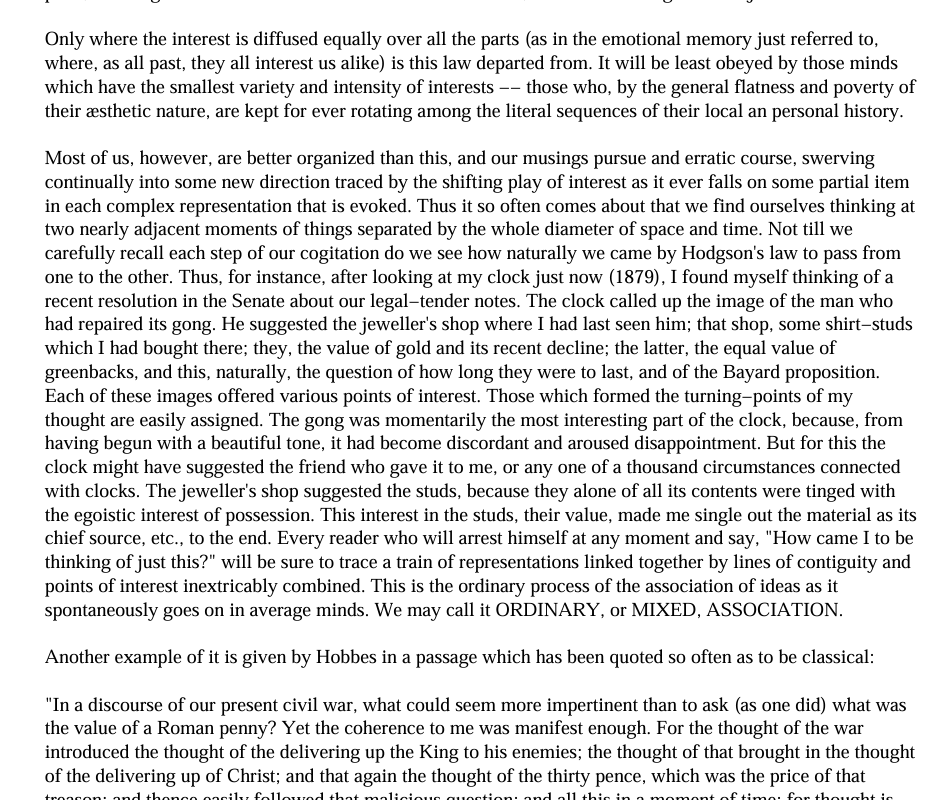 Only where the interest is diffused equally over all the parts (as in the emotional memory just referred to,
where, as all past, they all interest us alike) is this law departed from. It will be least obeyed by those minds
which have the smallest variety and intensity of interests –– those who, by the general flatness and poverty of
their æsthetic nature, are kept for ever rotating among the literal sequences of their local an personal history.
Most of us, however, are better organized than this, and our musings pursue and erratic course, swerving
continually into some new direction traced by the shifting play of interest as it ever falls on some partial item
in each complex representation that is evoked. Thus it so often comes about that we find ourselves thinking at
two nearly adjacent moments of things separated by the whole diameter of space and time. Not till we
carefully recall each step of our cogitation do we see how naturally we came by Hodgson's law to pass from
one to the other. Thus, for instance, after looking at my clock just now (1879), I found myself thinking of a
recent resolution in the Senate about our legal–tender notes. The clock called up the image of the man who
had repaired its gong. He suggested the jeweller's shop where I had last seen him; that shop, some shirt–studs
which I had bought there; they, the value of gold and its recent decline; the latter, the equal value of
greenbacks, and this, naturally, the question of how long they were to last, and of the Bayard proposition.
Each of these images offered various points of interest. Those which formed the turning–points of my
thought are easily assigned. The gong was momentarily the most interesting part of the clock, because, from
having begun with a beautiful tone, it had become discordant and aroused disappointment. But for this the
clock might have suggested the friend who gave it to me, or any one of a thousand circumstances connected
with clocks. The jeweller's shop suggested the studs, because they alone of all its contents were tinged with
the egoistic interest of possession. This interest in the studs, their value, made me single out the material as its
chief source, etc., to the end. Every reader who will arrest himself at any moment and say, "How came I to be
thinking of just this?" will be sure to trace a train of representations linked together by lines of contiguity and
points of interest inextricably combined. This is the ordinary process of the association of ideas as it
spontaneously goes on in average minds. We may call it ORDINARY, or MIXED, ASSOCIATION.
Another example of it is given by Hobbes in a passage which has been quoted so often as to be classical:
"In a discourse of our present civil war, what could seem more impertinent than to ask (as one did) what was
the value of a Roman penny? Yet the coherence to me was manifest enough. For the thought of the war
introduced the thought of the delivering up the King to his enemies; the thought of that brought in the thought
of the delivering up of Christ; and that again the thought of the thirty pence, which was the price of that
treason: and thence easily followed that malicious question; and all this in a moment of time; for thought is